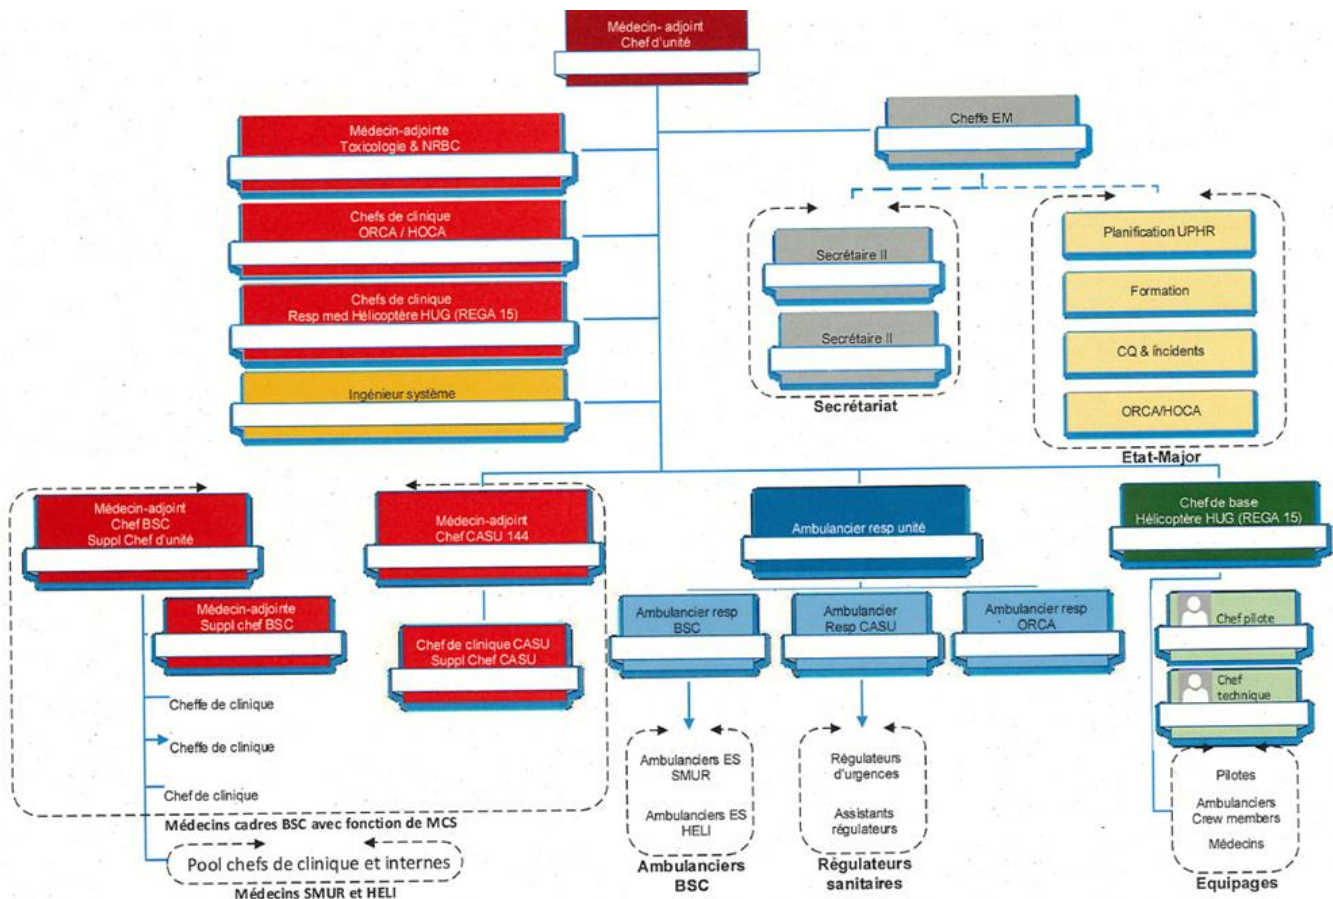 Médecin- adjoint
Chef d'unité
Cheffe EM
Médecin-adjointe
Toxicologie & NRBC
Chefs de clinique
ORCA / HOCA
Chefs de clinique
Resp med Hélicoptère HUG (REGA 15)
Ingénieur système
Secrétaire II
Secrétaire II
Secrétariat
Planification UPHR
Formation
CQ & incidents
ORCA/HOCA
Etat-Major
Médecin-adjoint
Chef BSC
Suppl Chef d'unité
Médecin-adjoint
Chef CASU 144
Ambulancier resp unité
Chef de base
Hélicoptère HUG (REGA 15)
Médecin-adjointe
Suppl chef BSC
Chef de clinique CASU
Suppl Chef CASU
Ambulancier resp
BSC
Ambulancier
Resp CASU
Ambulancier resp
ORCA
Chef pilote
Chef
technique
Cheffe de clinique
Cheffe de clinique
Chef de clinique
Médecins cadres BSC avec fonction de MCS
Pool chefs de clinique et internes
Médecins SMUR et HELI
Ambulanciers ES
SMUR
Ambulanciers ES
HELI
Ambulanciers
BSC
Régulateurs
d'urgences
Assistants
régulateurs
Régulateurs
sanitaires
Pilotes
Ambulanciers
Crew members
Médecins
Equipages